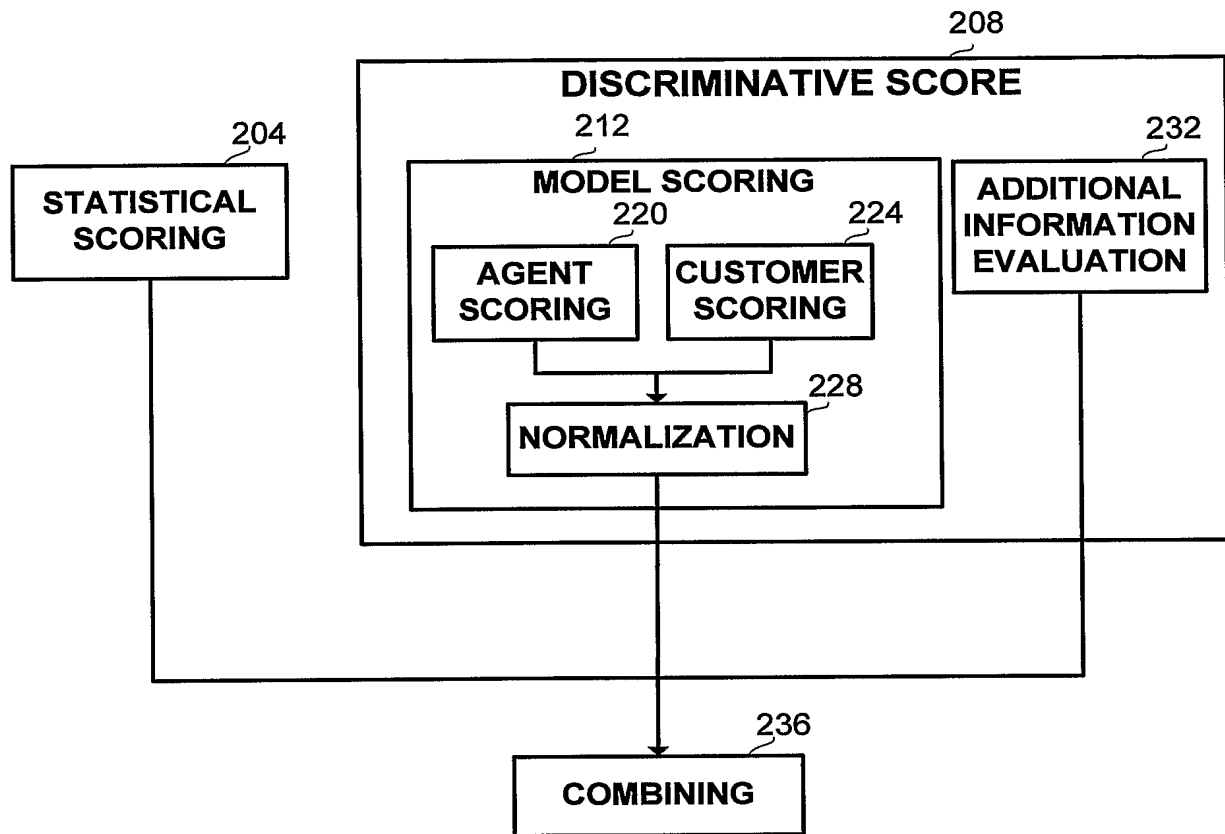 208
DISCRIMINATIVE SCORE
204
STATISTICAL
SCORING
212
MODEL SCORING
220
AGENT
SCORING
224
CUSTOMER
SCORING
232
ADDITIONAL
INFORMATION
EVALUATION
228
NORMALIZATION
236
COMBINING